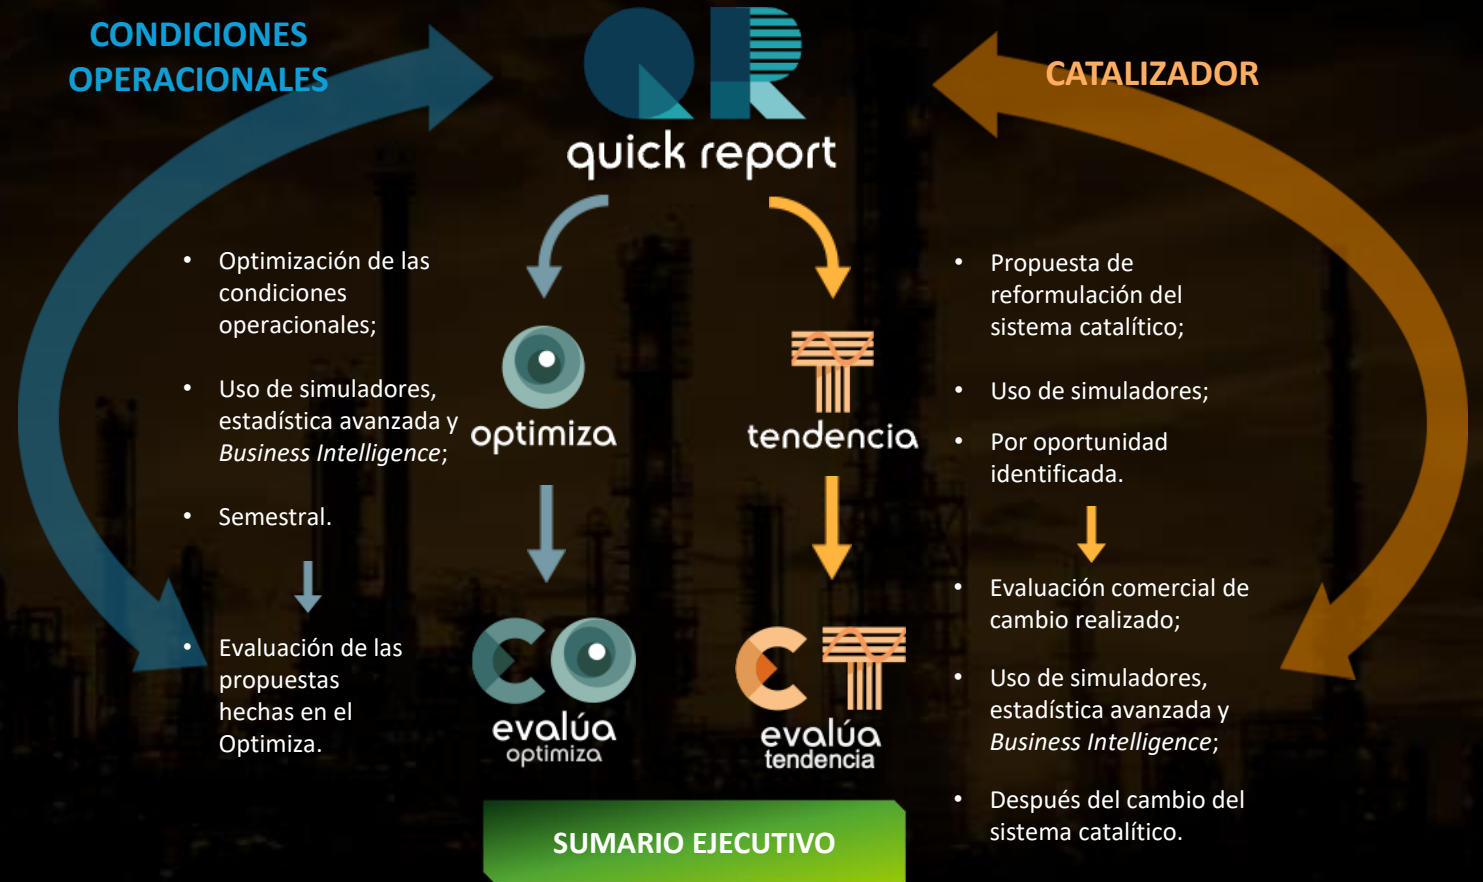 CONDICIONES
OPERACIONALES
QR
quick report
CATALIZADOR
• Optimización de las
condiciones
operacionales;
• Uso de simuladores,
estadística avanzada y
Business Intelligence;
• Semestral.
• Evaluación de las
propuestas
hechas en el
Optimiza.
optimiza
CO
evalúa
optimiza
tendencia
CT
evalúa
tendencia
• Propuesta de
reformulación del
sistema catalítico;
• Uso de simuladores;
• Por oportunidad
identificada.
• Evaluación comercial de
cambio realizado;
• Uso de simuladores,
estadística avanzada y
Business Intelligence;
• Después del cambio del
sistema catalítico.
SUMARIO EJECUTIVO